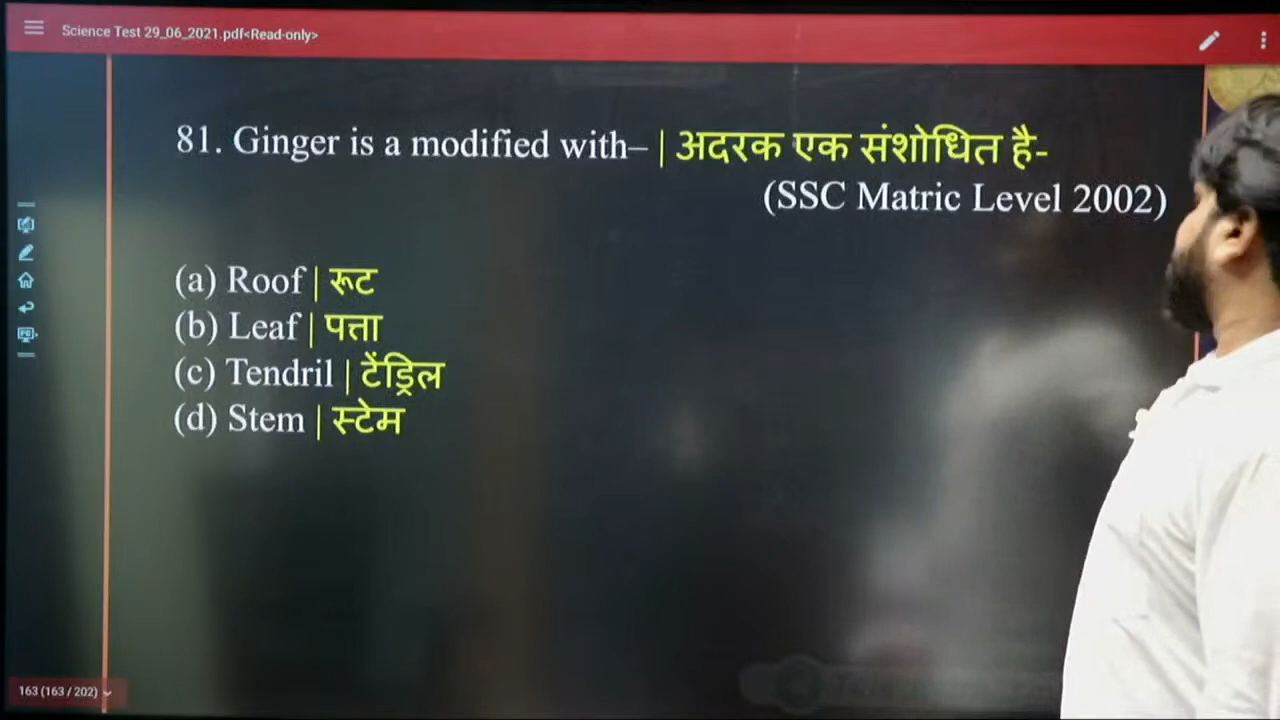 Science Test 29_06_2021.pdf<Read-only>
81. Ginger is a modified with– | अदरक एक संशोधित है-
(SSC Matric Level 2002)
(a) Roof | रूट
(b) Leaf | पत्ता
(c) Tendril | टेंड्रिल
(d) Stem | स्टेम
163 (163 / 202)